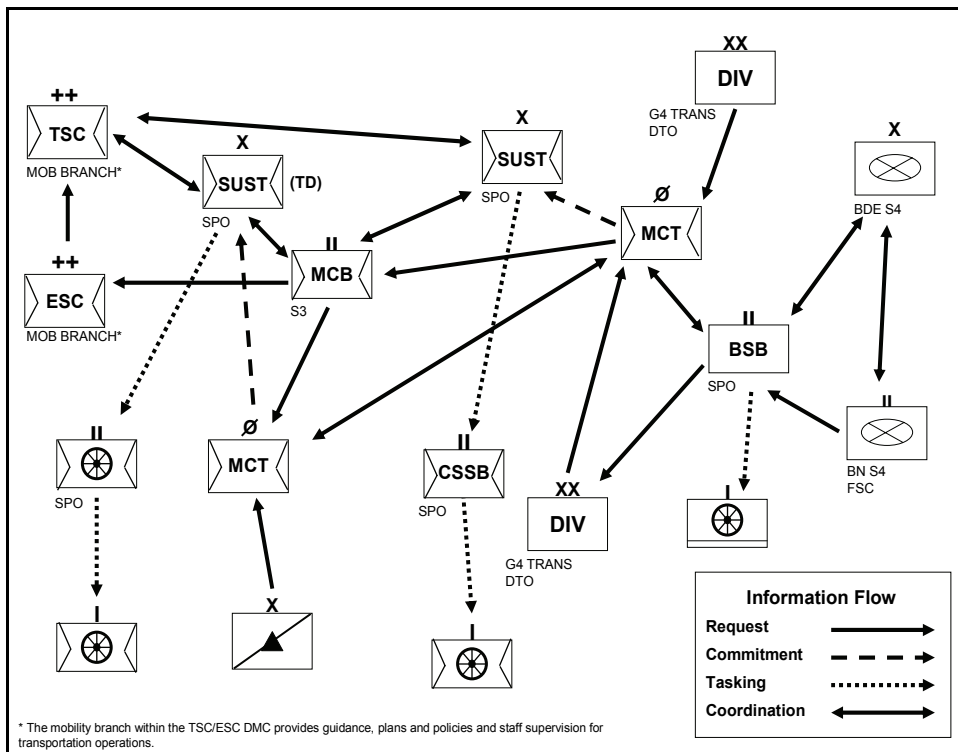 XX
DIV
G4 TRANS
DTO
++
TSC
MOB BRANCH*
X
SUST
(TD)
SPO
X
SUST
SPO
X
BDE S4
Ø
MCT
II
MCB
S3
++
ESC
MOB BRANCH*
II
BSB
SPO
II
BN S4
FSC
II
SPO
Ø
MCT
II
CSSB
SPO
XX
DIV
G4 TRANS
DTO
I
I
X
I
Information Flow
Request
Commitment
Tasking
Coordination
* The mobility branch within the TSC/ESC DMC provides guidance, plans and policies and staff supervision for
transportation operations.